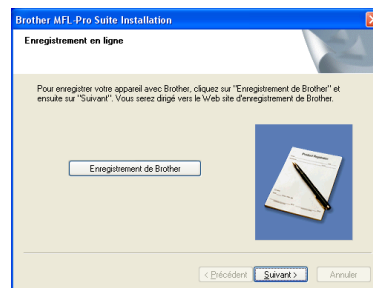 Brother MFL-Pro Suite Installation
Enregistrement en ligne
Pour enregistrer votre appareil avec Brother, cliquez sur "Enregistrement de Brother" et
ensuite sur "Suivant". Vous serez dirigé vers le Web site d'enregistrement de Brother.
Product Registration
Enregistrement de Brother
< Précédent
Suivant >
Annuler